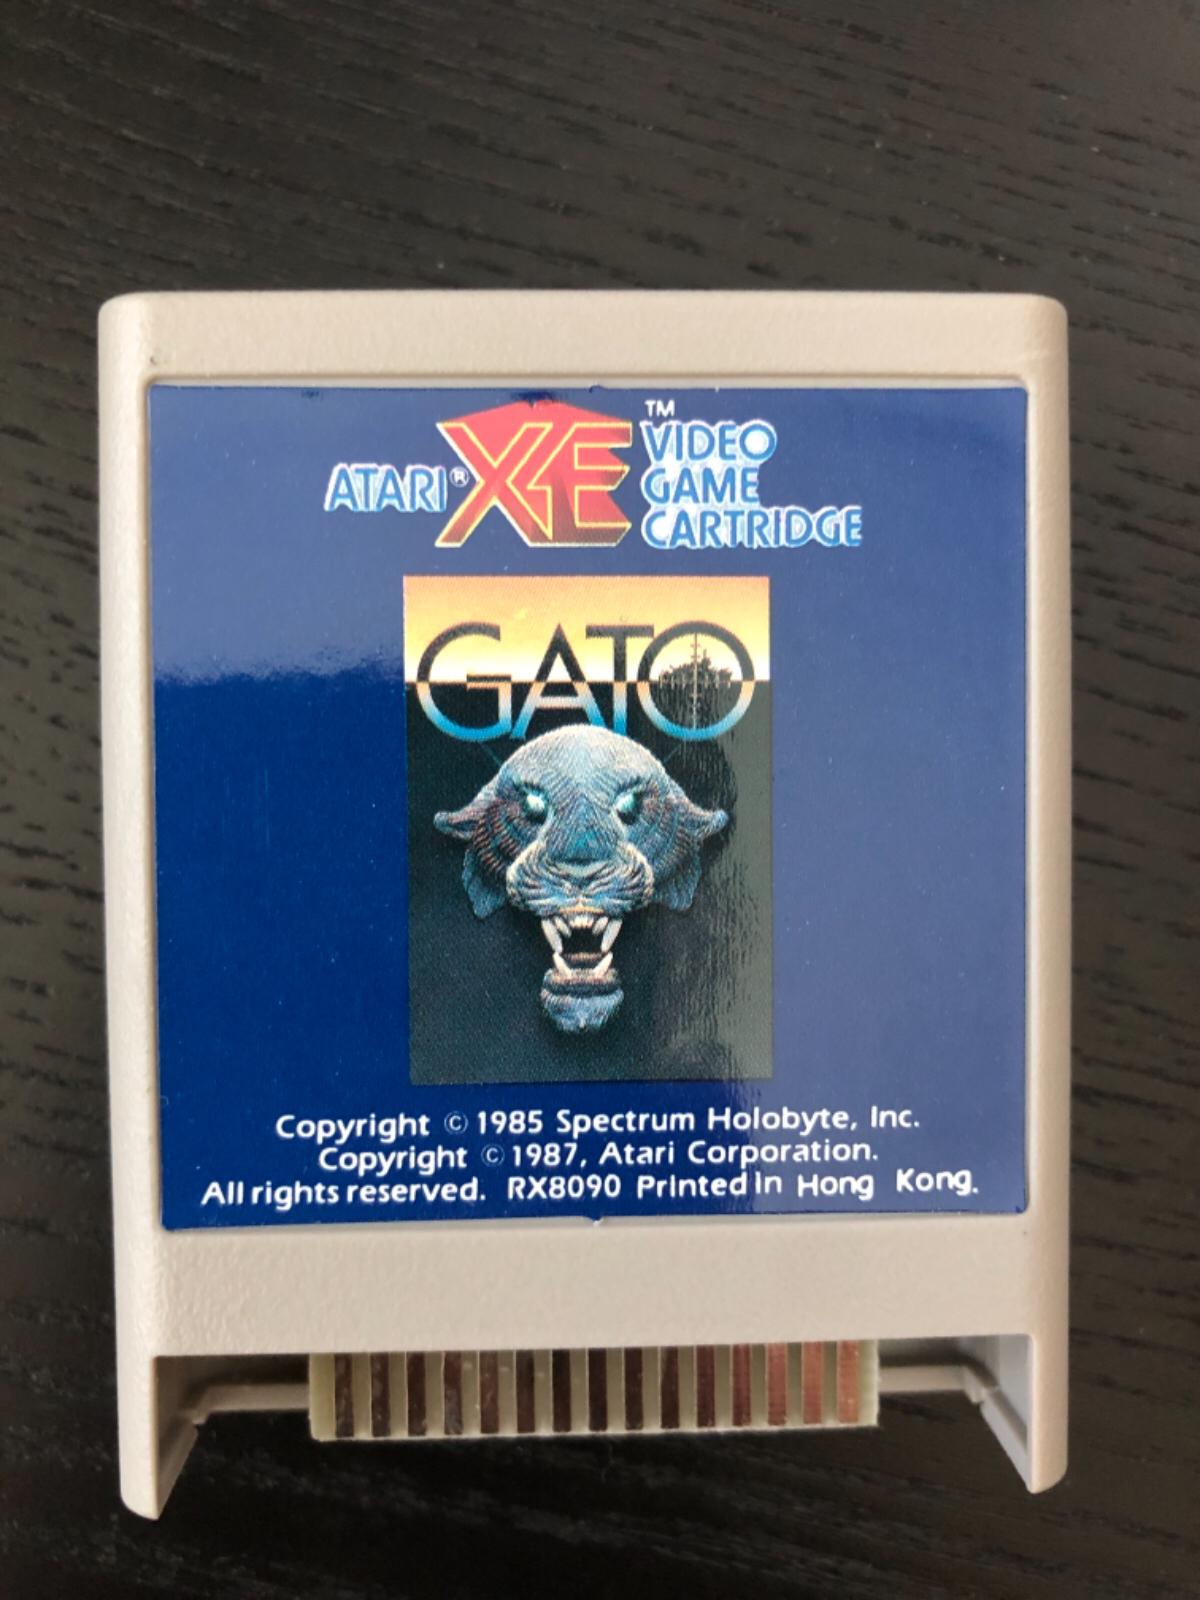 ATARI® XE™ VIDEO
GAME
CARTRIDGE
GATO
Copyright © 1985 Spectrum Holobyte, Inc.
Copyright © 1987, Atari Corporation.
All rights reserved. RX8090 Printed in Hong Kong.